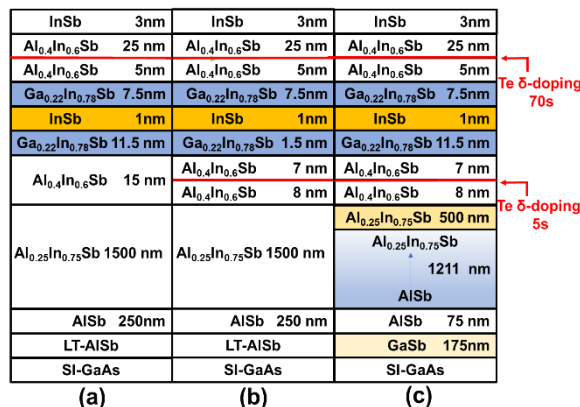 InSb 3nm InSb 3nm InSb 3nm
Al0.4In0.6Sb 25 nm Al0.4In0.6Sb 25 nm Al0.4In0.6Sb 25 nm
Al0.4In0.6Sb 5nm Al0.4In0.6Sb 5nm Al0.4In0.6Sb 5nm
Te δ-doping
70s
Ga0.22In0.78Sb 7.5nm Ga0.22In0.78Sb 7.5nm Ga0.22In0.78Sb 7.5nm
InSb 1nm InSb 1nm InSb 1nm
Ga0.22In0.78Sb 11.5 nm Ga0.22In0.78Sb 1.5 nm Ga0.22In0.78Sb 11.5 nm
Al0.4In0.6Sb 15 nm Al0.4In0.6Sb 7 nm Al0.4In0.6Sb 7 nm
Al0.4In0.6Sb 8 nm Al0.4In0.6Sb 8 nm
Te δ-doping
5s
Al0.25In0.75Sb 1500 nm Al0.25In0.75Sb 1500 nm Al0.25In0.75Sb 500 nm
Al0.25In0.75Sb
1211 nm
AlSb
AlSb 250nm AlSb 250 nm AlSb 75 nm
LT-AlSb LT-AlSb GaSb 175nm
SI-GaAs SI-GaAs SI-GaAs
(a) (b) (c)